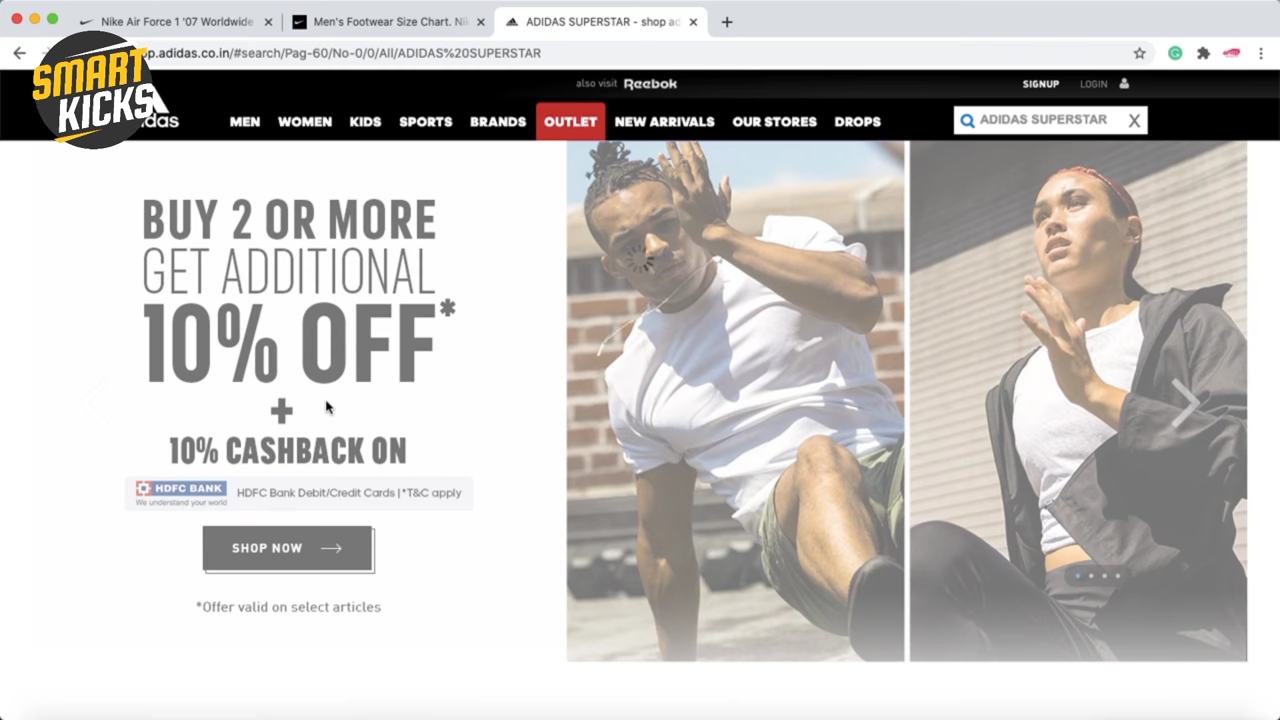 Nike Air Force 1 '07 Worldwide
Men's Footwear Size Chart. Ni
ADIDAS SUPERSTAR - shop ad
op.adidas.co.in/#search/Pag-60/No-0/0/All/ADIDAS%20SUPERSTAR
SMART
KICKS
also visit Reebok
SIGNUP LOGIN
idas
MEN WOMEN KIDS SPORTS BRANDS OUTLET NEW ARRIVALS OUR STORES DROPS
ADIDAS SUPERSTAR X
BUY 2 OR MORE
GET ADDITIONAL
10% OFF*
+
10% CASHBACK ON
HDFC BANK
We understand your world
HDFC Bank Debit/Credit Cards | *T&C apply
SHOP NOW
*Offer valid on select articles